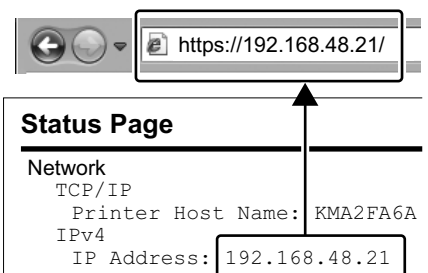 https://192.168.48.21/
Status Page
Network
TCP/IP
Printer Host Name: KMA2FA6A
IPv4
IP Address: 192.168.48.21